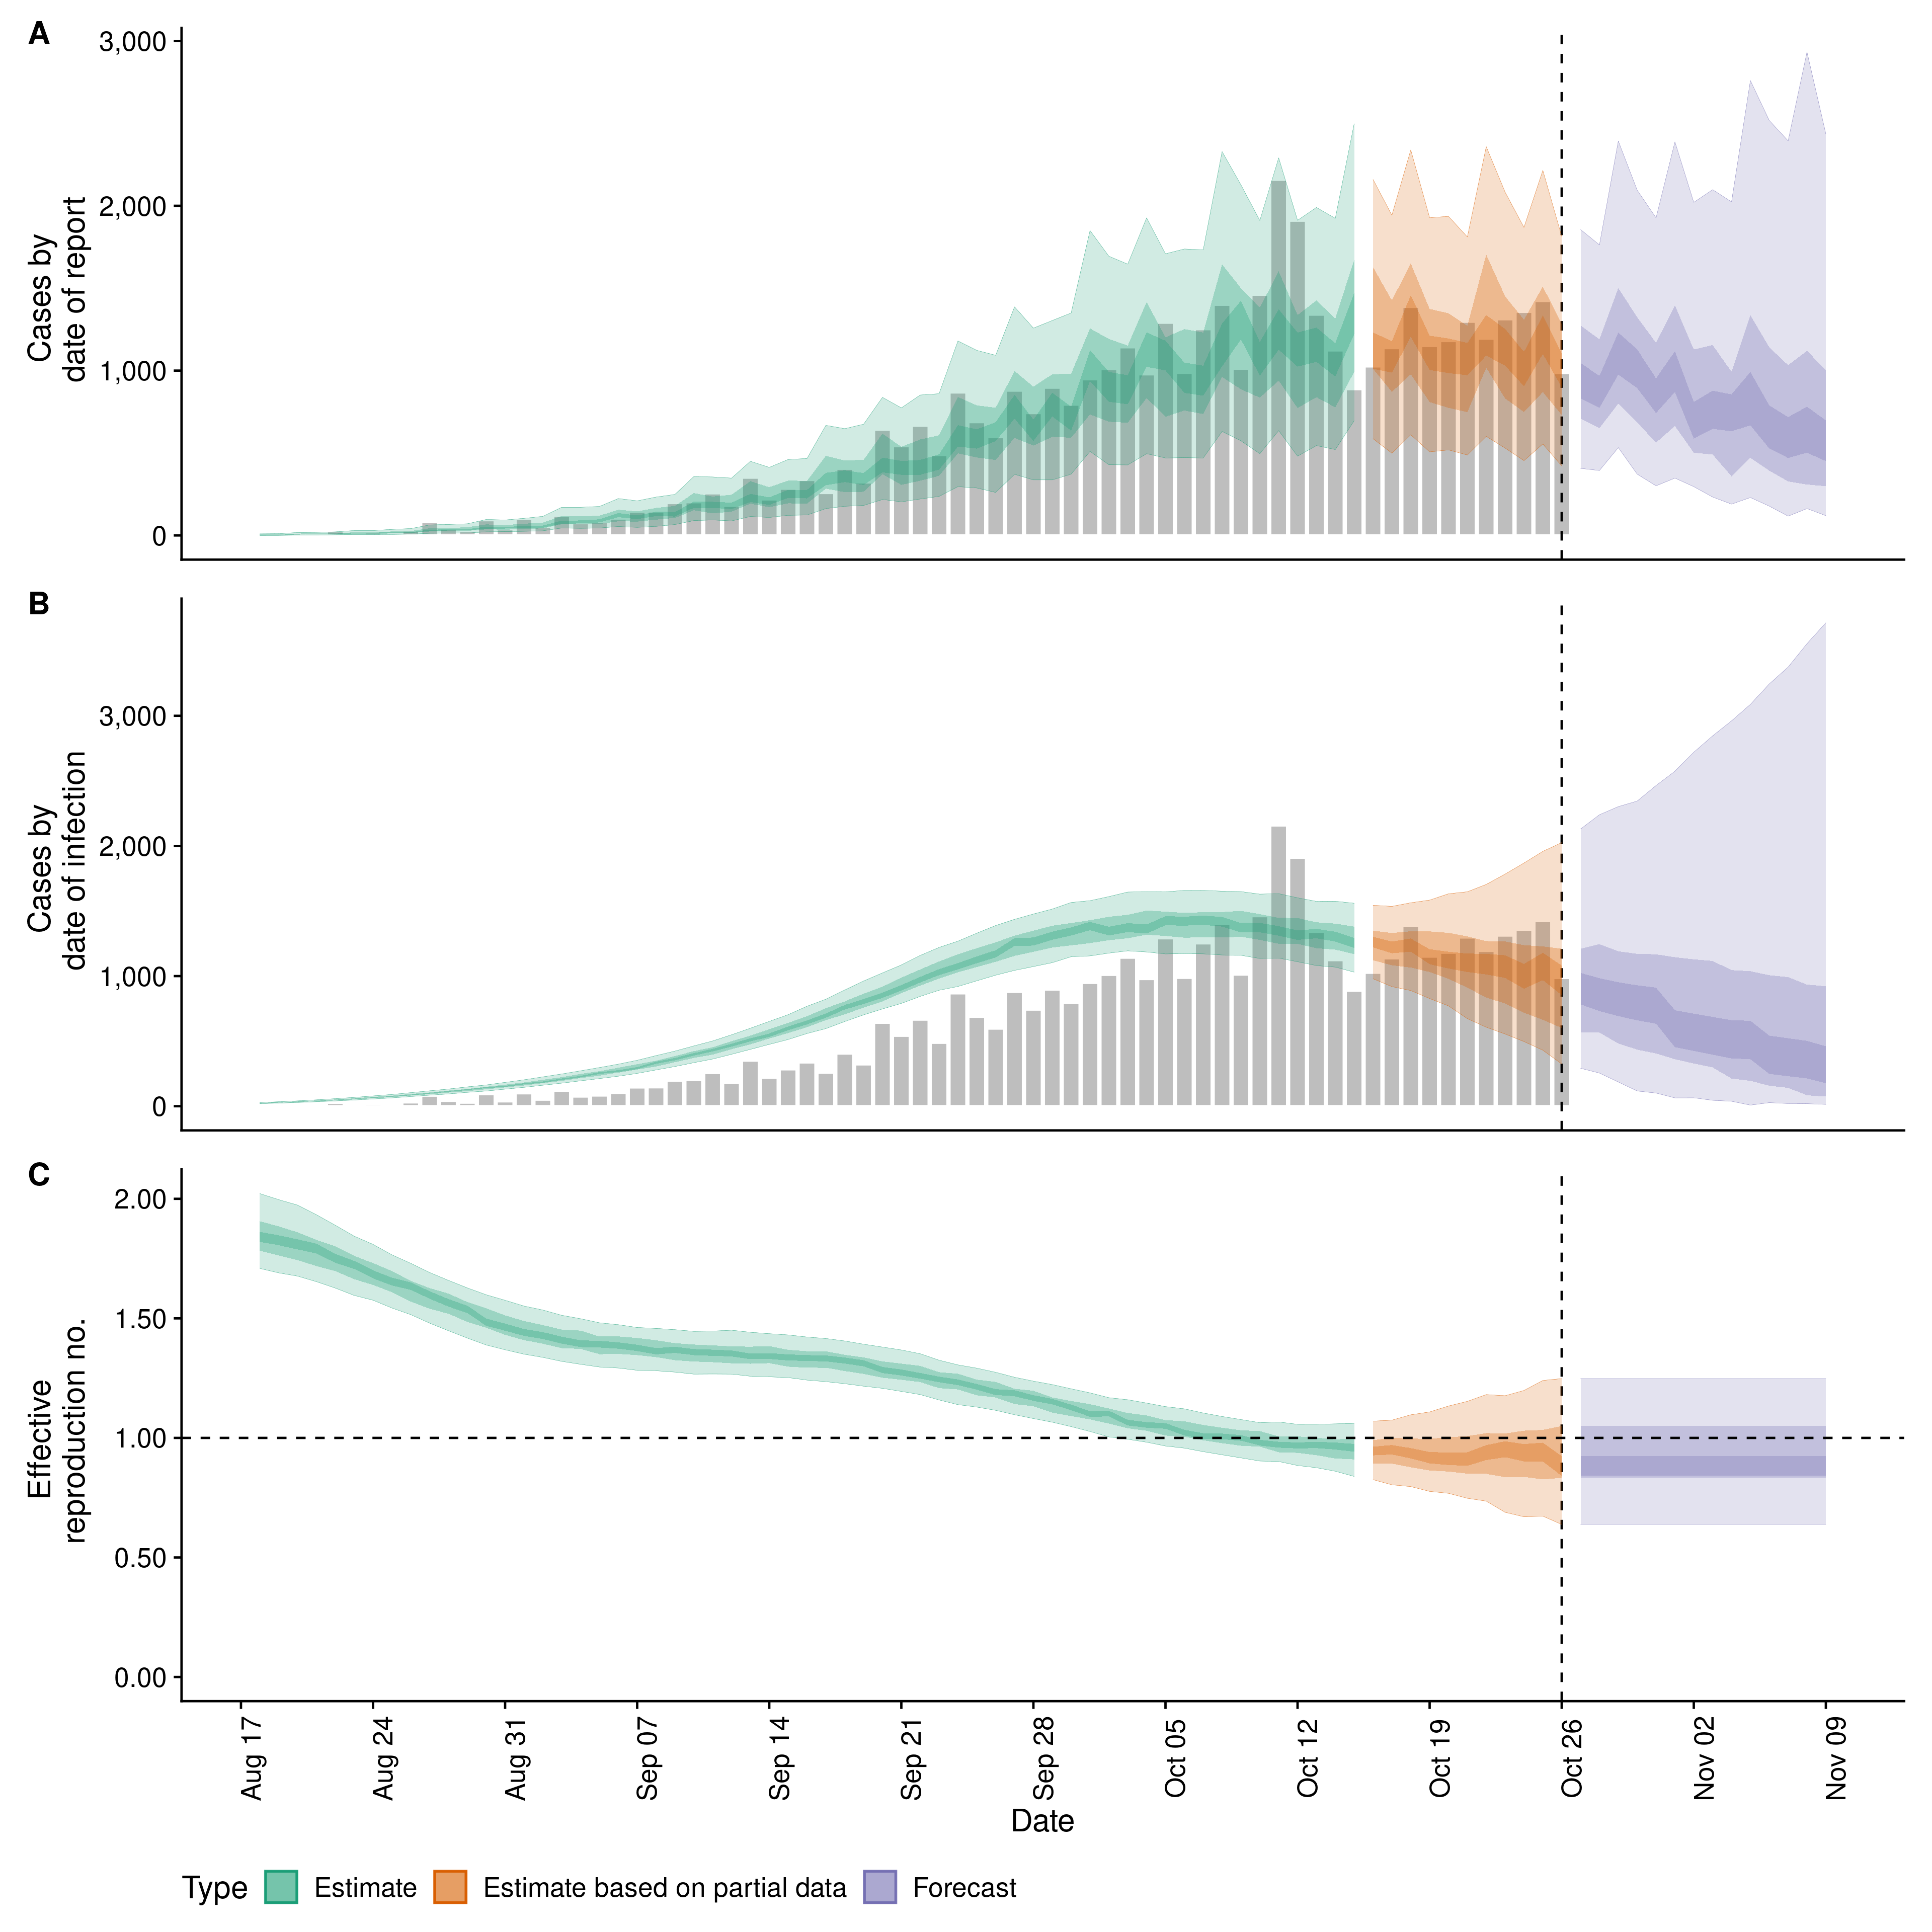 A
3,000
2,000
1,000
0
Cases by
date of report
B
3,000
2,000
1,000
0
Cases by
date of infection
C
2.00
1.50
1.00
0.50
0.00
Effective
reproduction no.
Aug 17
Aug 24
Aug 31
Sep 07
Sep 14
Sep 21
Sep 28
Oct 05
Oct 12
Oct 19
Oct 26
Nov 02
Nov 09
Date
Type Estimate Estimate based on partial data Forecast